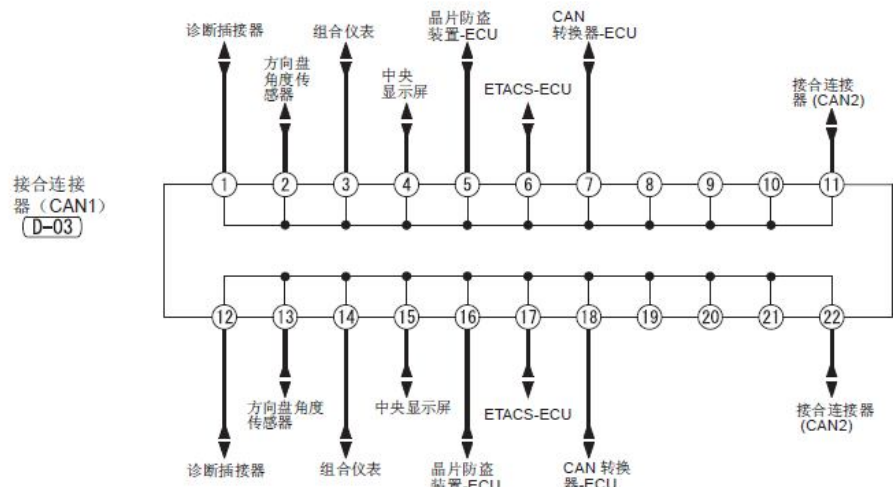 诊断插接器
组合仪表
晶片防盗
装置-ECU
CAN
转换器-ECU
方向盘
角度传
感器
中央
显示屏
ETACS-ECU
接合连接
器 (CAN2)
接合连接
器（CAN1）
D-03
1 2 3 4 5 6 7 8 9 10 11
12 13 14 15 16 17 18 19 20 21 22
方向盘角度
传感器
中央显示屏
ETACS-ECU
接合连接器
(CAN2)
诊断插接器
组合仪表
晶片防盗
装置-ECU
CAN 转换
器-ECU